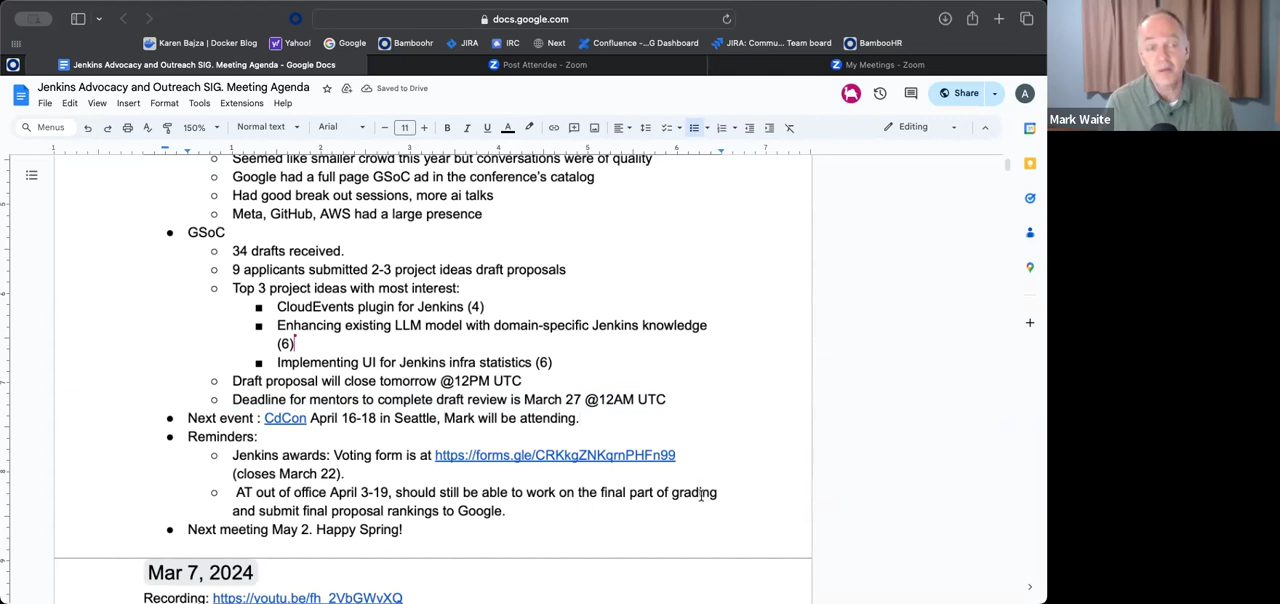 docs.google.com
Karen Bajza | Docker Blog
Yahoo!
Google
Bamboohr
JIRA
IRC
Next
Confluence ...G Dashboard
JIRA: Commu... Team board
BambooHR
Jenkins Advocacy and Outreach SIG. Meeting Agenda - Google Docs
Post Attendee - Zoom
My Meetings - Zoom
Jenkins Advocacy and Outreach SIG. Meeting Agenda
Saved to Drive
File Edit View Insert Format Tools Extensions Help
Share
A
Mark Waite
Menus
150%
Normal text
Arial
11
B I U A
Editing
1 1 2 3 4 5 6 7
Seemed like smaller crowd this year but conversations were of quality
Google had a full page GSoC ad in the conference's catalog
Had good break out sessions, more ai talks
Meta, GitHub, AWS had a large presence
GSoC
34 drafts received.
9 applicants submitted 2-3 project ideas draft proposals
Top 3 project ideas with most interest:
CloudEvents plugin for Jenkins (4)
Enhancing existing LLM model with domain-specific Jenkins knowledge
(6)
Implementing UI for Jenkins infra statistics (6)
Draft proposal will close tomorrow @12PM UTC
Deadline for mentors to complete draft review is March 27 @12AM UTC
Next event : CdCon April 16-18 in Seattle, Mark will be attending.
Reminders:
Jenkins awards: Voting form is at https://forms.gle/CRKkgZNKqrnPHFn99
(closes March 22).
AT out of office April 3-19, should still be able to work on the final part of grading
and submit final proposal rankings to Google.
Next meeting May 2. Happy Spring!
Mar 7, 2024
Recording: https://youtu.be/fh_2VbGWvXQ